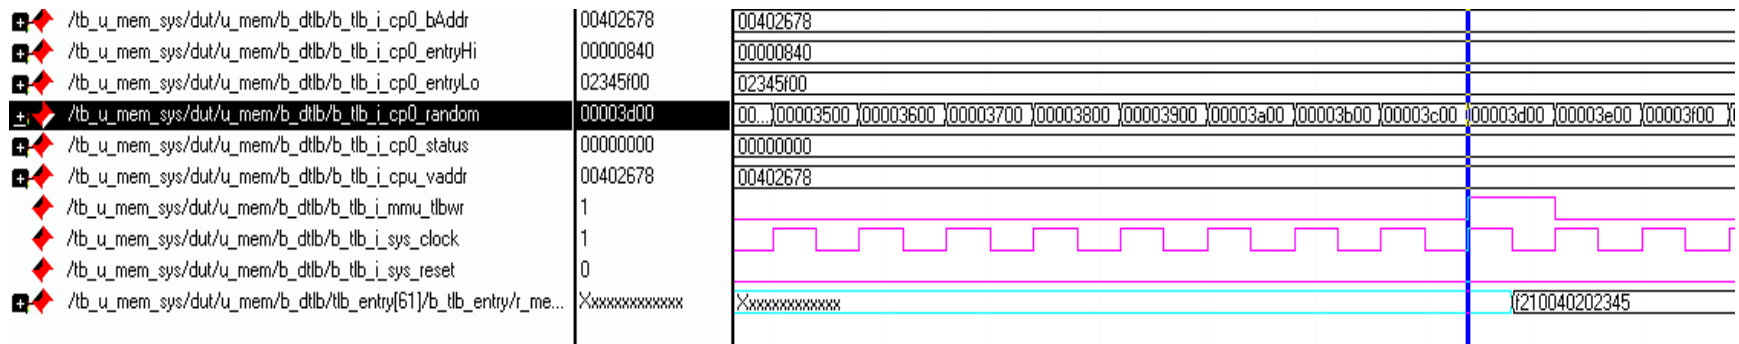 /tb_u_mem_sys/dut/u_mem/b_dtlb/b_tlb_i_cp0_bAddr 00402678 00402678
/tb_u_mem_sys/dut/u_mem/b_dtlb/b_tlb_i_cp0_entryHi 00000840 00000840
/tb_u_mem_sys/dut/u_mem/b_dtlb/b_tlb_i_cp0_entryLo 02345f00 02345f00
/tb_u_mem_sys/dut/u_mem/b_dtlb/b_tlb_i_cp0_random 00003d00 00... 00003500 00003600 00003700 00003800 00003900 00003a00 00003b00 00003c00 00003d00 00003e00 00003f00
/tb_u_mem_sys/dut/u_mem/b_dtlb/b_tlb_i_cp0_status 00000000 00000000
/tb_u_mem_sys/dut/u_mem/b_dtlb/b_tlb_i_cpu_vaddr 00402678 00402678
/tb_u_mem_sys/dut/u_mem/b_dtlb/b_tlb_i_mmu_tlbwr 1
/tb_u_mem_sys/dut/u_mem/b_dtlb/b_tlb_i_sys_clock 1
/tb_u_mem_sys/dut/u_mem/b_dtlb/b_tlb_i_sys_reset 0
/tb_u_mem_sys/dut/u_mem/b_dtlb/tlb_entry[61]/b_tlb_entry/r_me... Xxxxxxxxxxxxx Xxxxxxxxxxxxx f210040202345